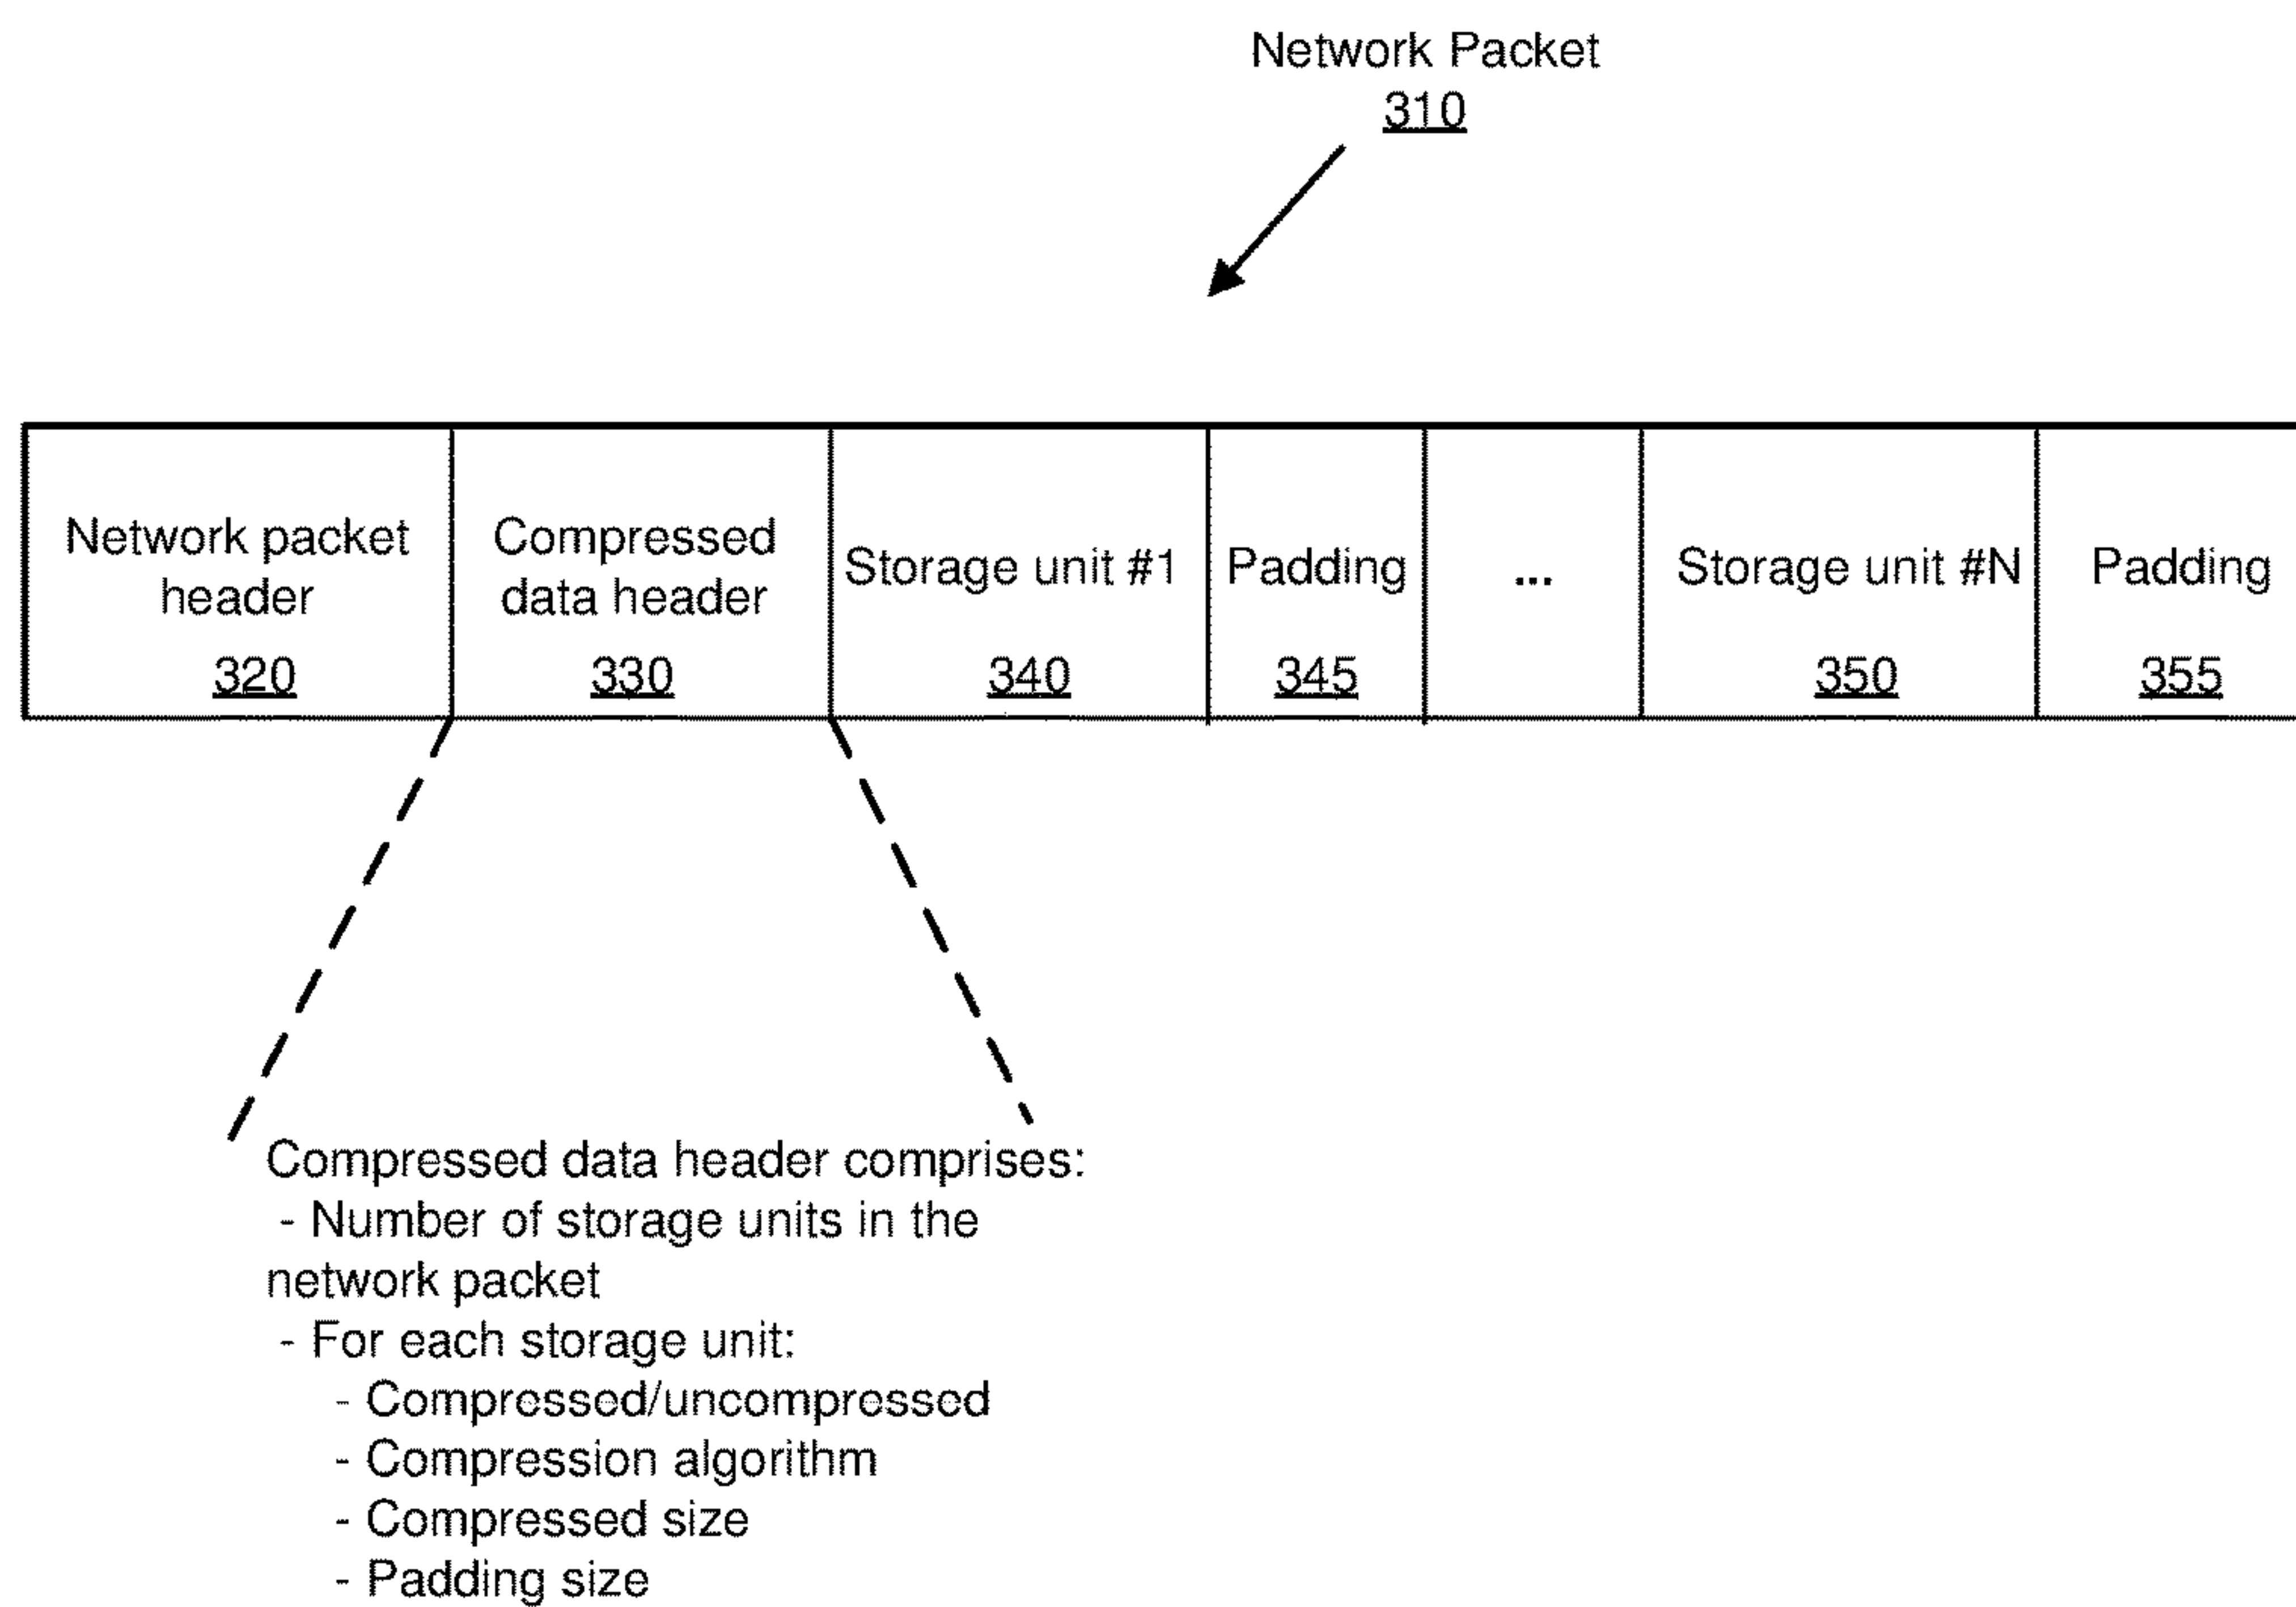 Network Packet
310
Network packet
header
320
Compressed
data header
330
Storage unit #1
340
Padding
345
...
Storage unit #N
350
Padding
355
Compressed data header comprises:
- Number of storage units in the
network packet
- For each storage unit:
- Compressed/uncompressed
- Compression algorithm
- Compressed size
- Padding size